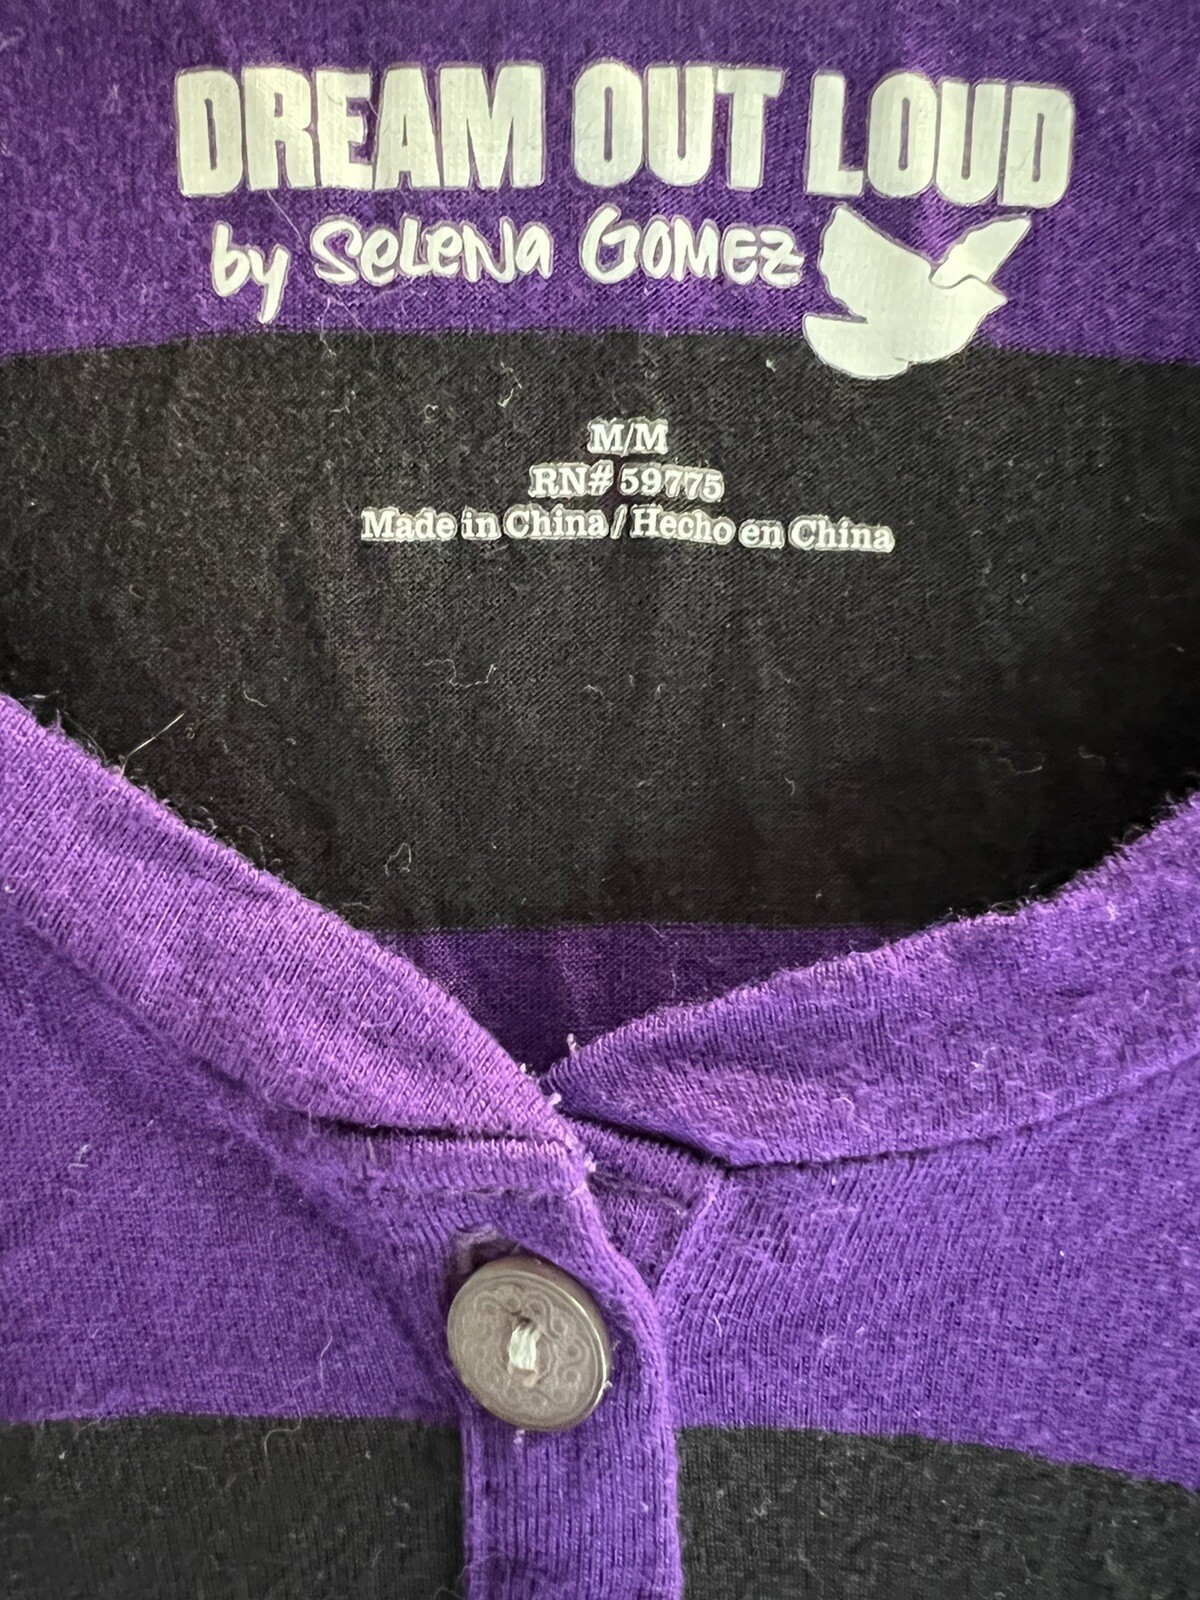 DREAM OUT LOUD
by Selena Gomez
M/M
RN# 59775
Made in China / Hecho en China